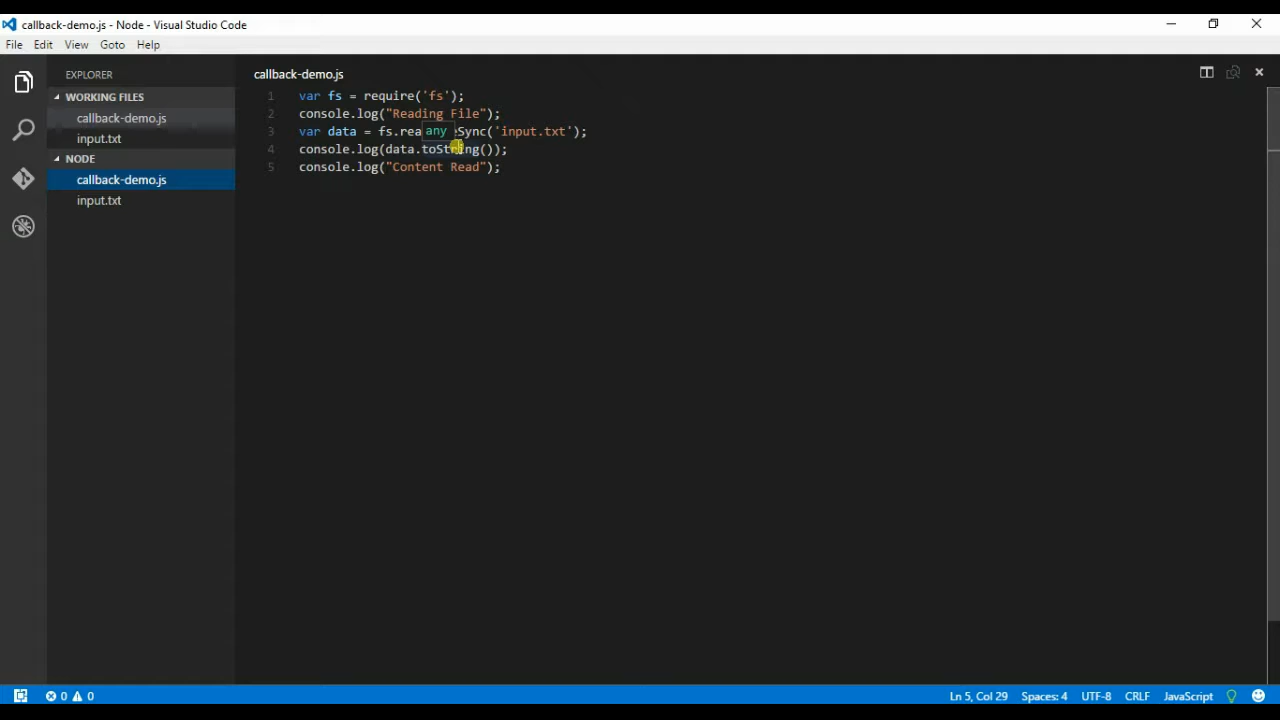 callback-demo.js - Node - Visual Studio Code
File Edit View Goto Help
EXPLORER
WORKING FILES
callback-demo.js
input.txt
NODE
callback-demo.js
input.txt
callback-demo.js
1 var fs = require('fs');
2 console.log("Reading File");
3 var data = fs.rea any eSync('input.txt');
4 console.log(data.toString());
5 console.log("Content Read");
0 0 Ln 5, Col 29 Spaces: 4 UTF-8 CRLF JavaScript